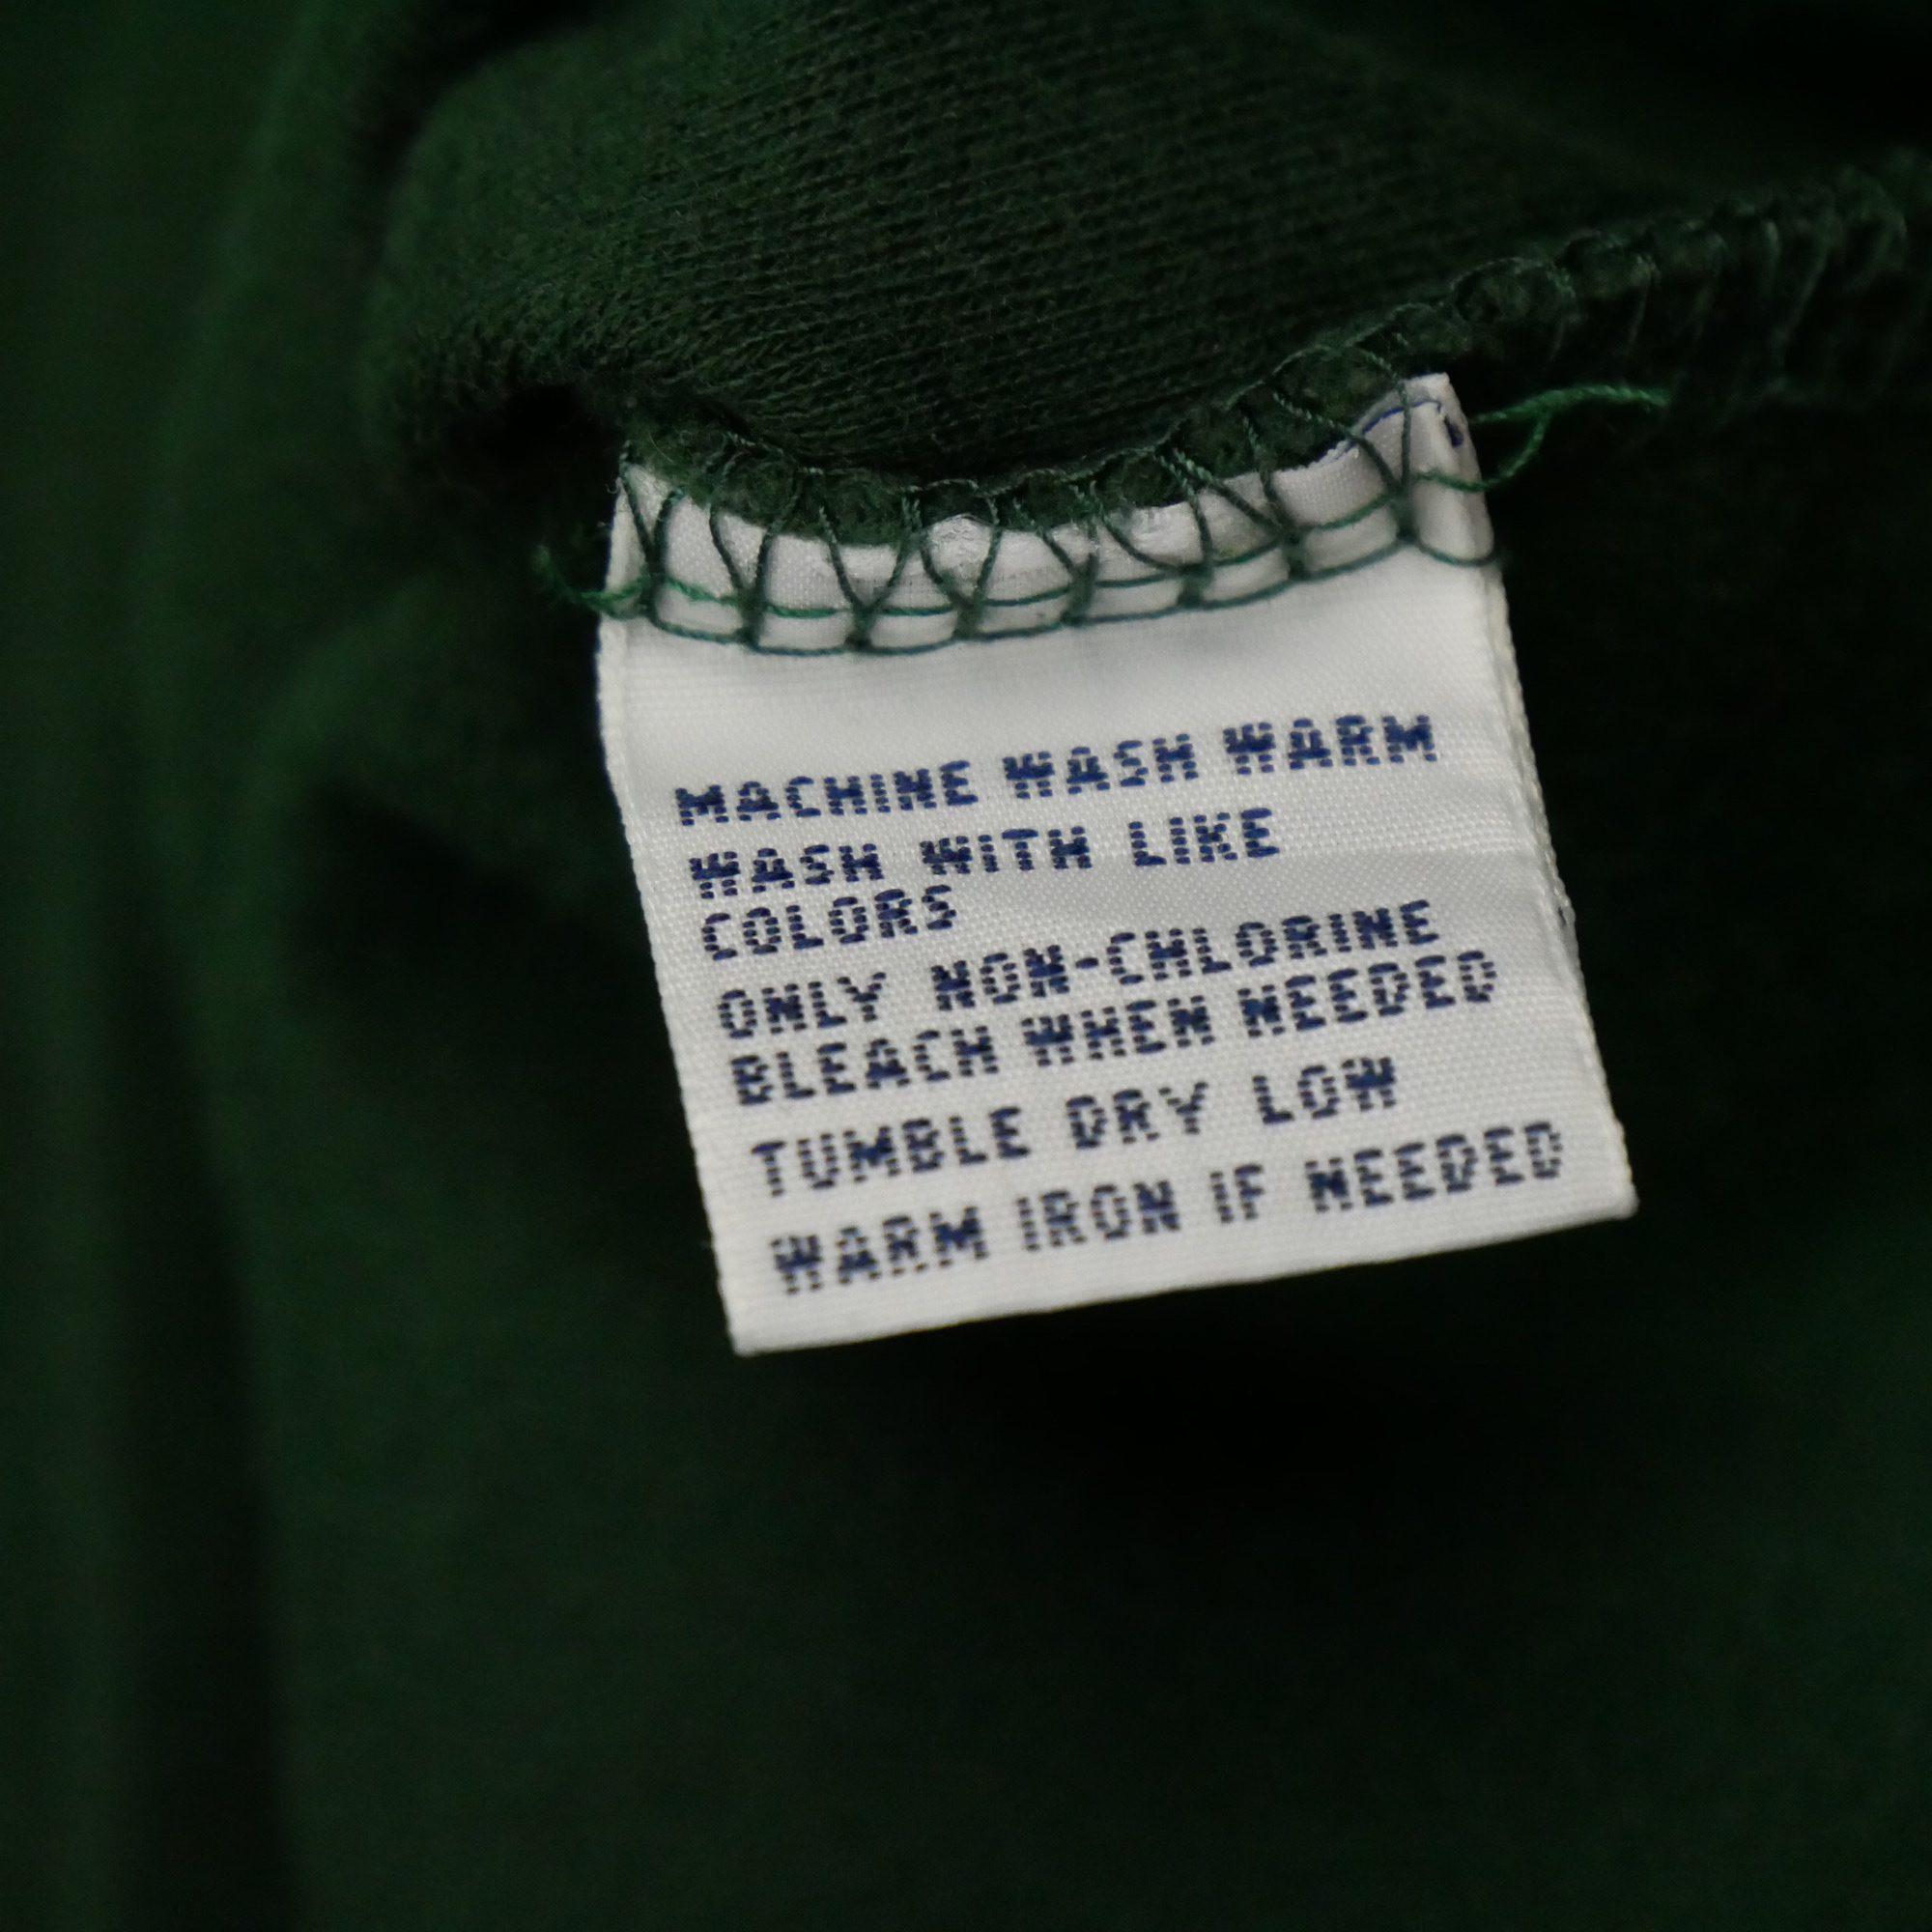 MACHINE WASH WARM
WASH WITH LIKE
COLORS
ONLY NON-CHLORINE
BLEACH WHEN NEEDED
TUMBLE DRY LOW
WARM IRON IF NEEDED